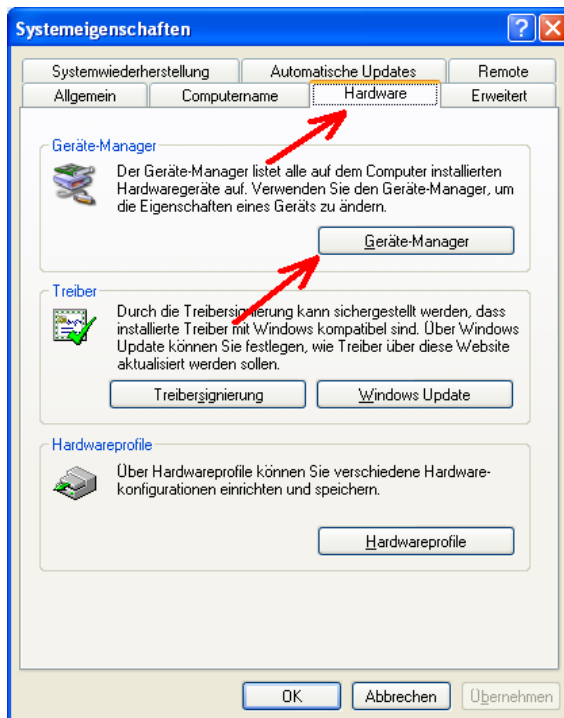 Systemeigenschaften
Systemwiederherstellung Automatische Updates Remote
Allgemein Computername Hardware Erweitert
Geräte-Manager
Der Geräte-Manager listet alle auf dem Computer installierten
Hardwaregeräte auf. Verwenden Sie den Geräte-Manager, um
die Eigenschaften eines Geräts zu ändern.
Geräte-Manager
Treiber
Durch die Treibersignierung kann sichergestellt werden, dass
installierte Treiber mit Windows kompatibel sind. Über Windows
Update können Sie festlegen, wie Treiber über diese Website
aktualisiert werden sollen.
Treibersignierung Windows Update
Hardwareprofile
Über Hardwareprofile können Sie verschiedene Hardware-
konfigurationen einrichten und speichern.
Hardwareprofile
OK Abbrechen Übernehmen